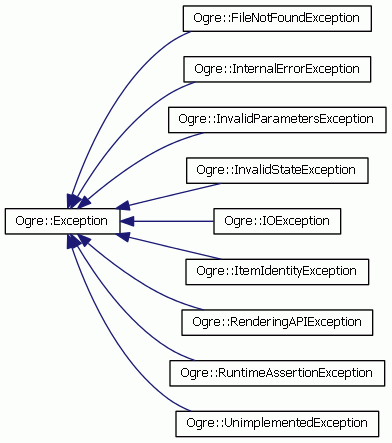 Ogre::FileNotFoundException
Ogre::InternalErrorException
Ogre::InvalidParametersException
Ogre::InvalidStateException
Ogre::Exception
Ogre::IOException
Ogre::ItemIdentityException
Ogre::RenderingAPIException
Ogre::RuntimeAssertionException
Ogre::UnimplementedException